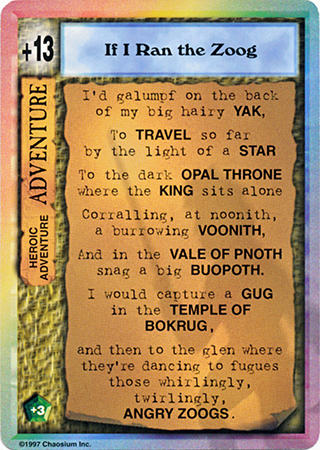 +13
If I Ran the Zoog
HEROIC ADVENTURE
ADVENTURE
I'd galumpf on the back
of my big hairy YAK,
To TRAVEL so far
by the light of a STAR
To the dark OPAL THRONE
where the KING sits alone
Corralling, at noonith,
a burrowing VOONITH,
And in the VALE OF PNOTH
snag a big BUOPOTH.
I would capture a GUG
in the TEMPLE OF
BOKRUG,
and then to the glen where
they're dancing to fugues
those whirlingly,
twirlingly,
ANGRY ZOOGS.
+3
©1997 Chaosium Inc.